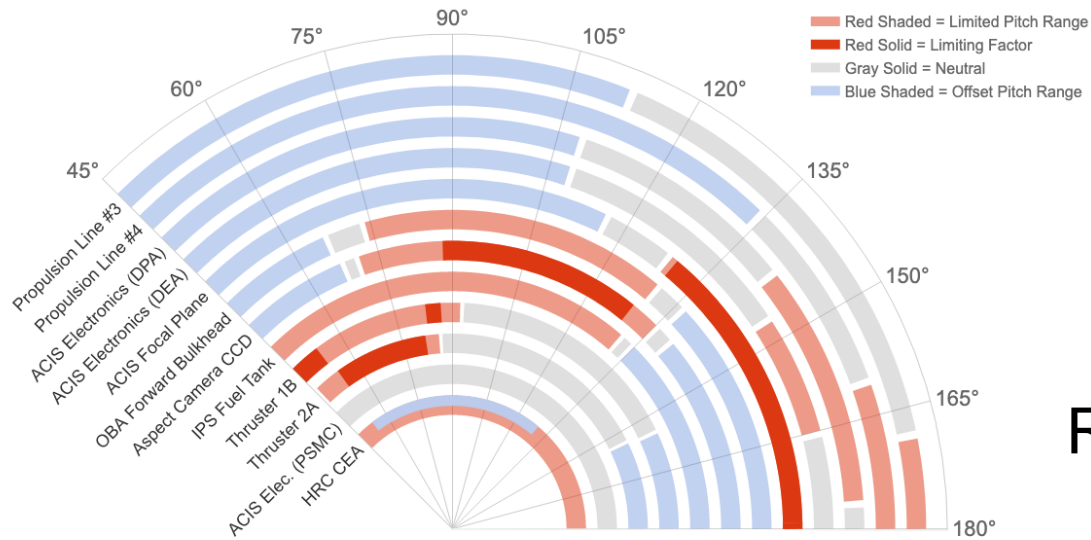 90°
75°
105°
60°
120°
45°
135°
150°
165°
180°
Red Shaded = Limited Pitch Range
Red Solid = Limiting Factor
Gray Solid = Neutral
Blue Shaded = Offset Pitch Range
Propulsion Line #3
Propulsion Line #4
ACIS Electronics (DPA)
ACIS Electronics (DEA)
ACIS Focal Plane
OBA Forward Bulkhead
Aspect Camera CCD
IPS Fuel Tank
Thruster 1B
Thruster 2A
ACIS Elec. (PSMC)
HRC CEA